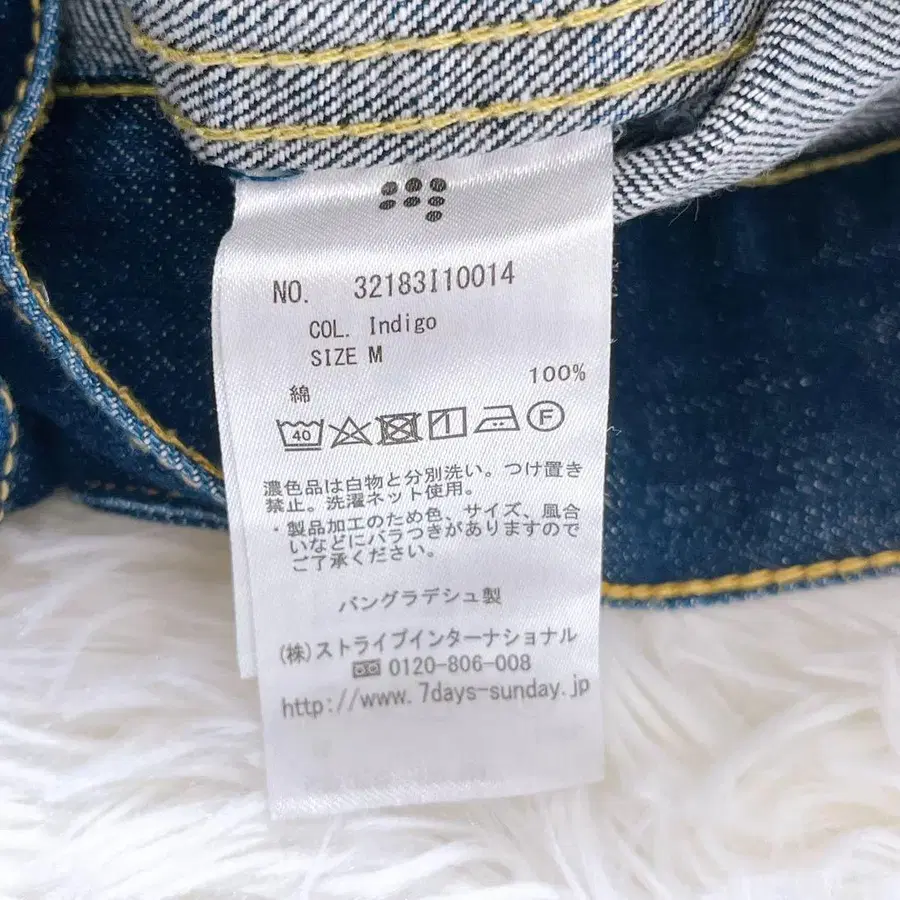 NO. 32183I10014
COL. Indigo
SIZE M
綿 100%
40 F
濃色品は白物と分別洗い。つけ置き
禁止。洗濯ネット使用。
・製品加工のため色、サイズ、風合
いなどにバラつきがありますので
ご了承ください。
バングラデシュ製
(株)ストライプインターナショナル
0120-806-008
http://www.7days-sunday.jp